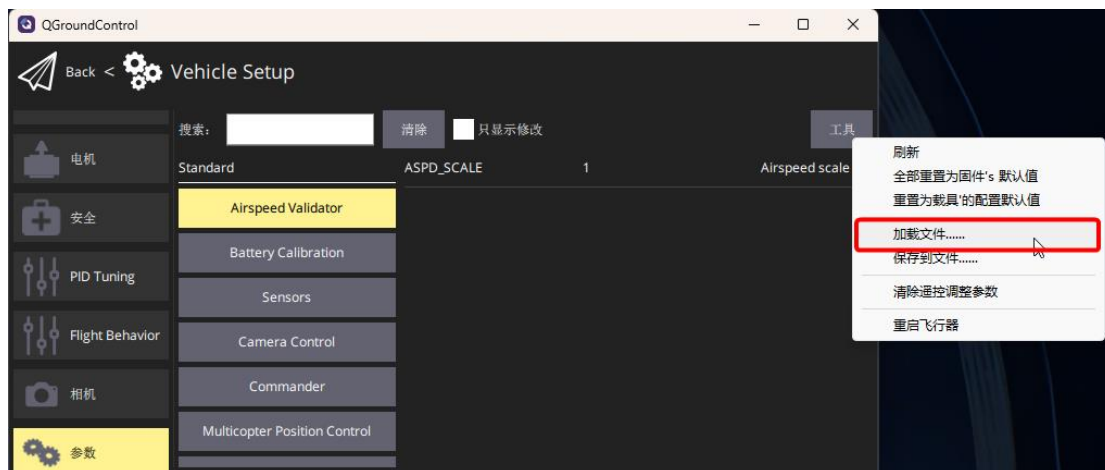 QGroundControl
Back < Vehicle Setup
搜索： 清除 只显示修改 工具
电机
安全
PID Tuning
Flight Behavior
相机
参数
Standard
Airspeed Validator
Battery Calibration
Sensors
Camera Control
Commander
Multicopter Position Control
ASPD_SCALE 1 Airspeed scale
刷新
全部重置为固件's 默认值
重置为载具'的配置默认值
加载文件......
保存到文件......
清除遥控调整参数
重启飞行器